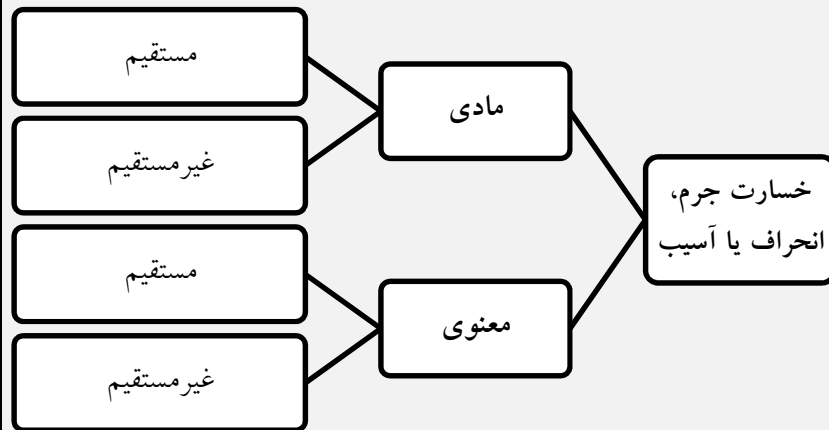 خسارت جرم،
انحراف یا آسیب
مادی
مستقیم
غیرمستقیم
معنوی
مستقیم
غیرمستقیم